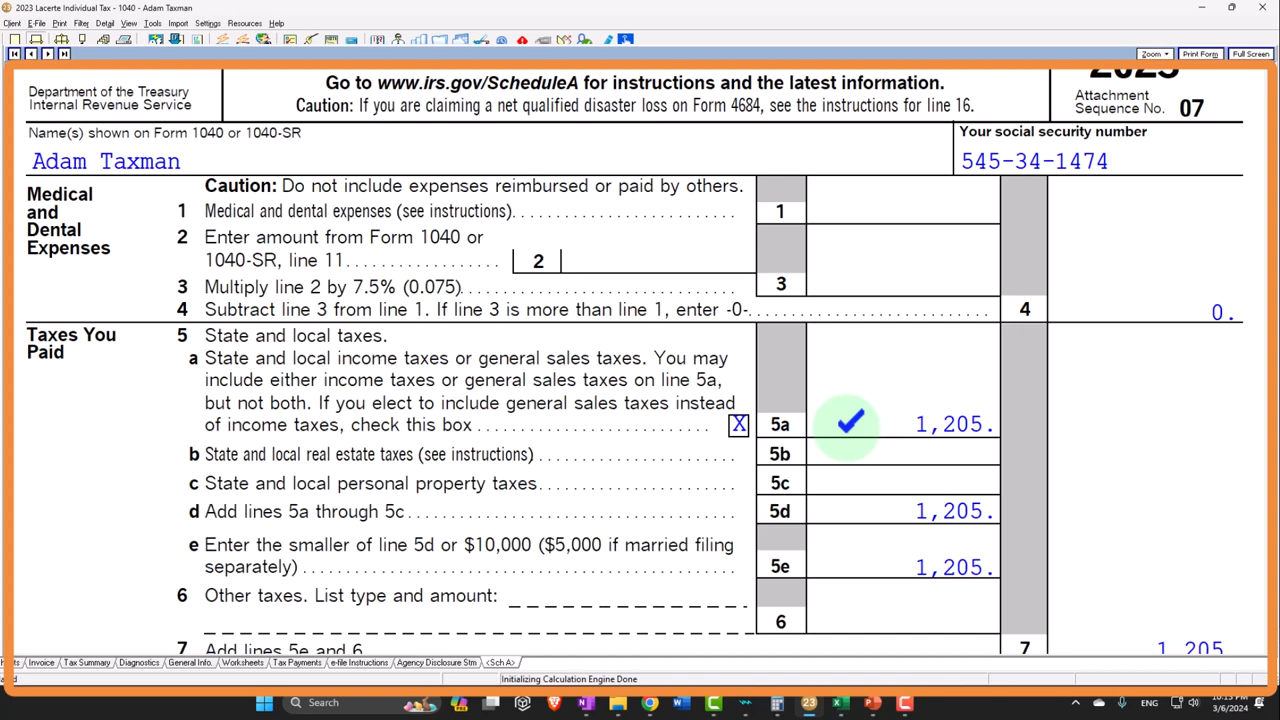 2023 Lacerte Individual Tax - 1040 - Adam Taxman
Client E-File Print Filter Detail View Tools Import Settings Resources Help
Zoom Print Form Full Screen
Department of the Treasury
Internal Revenue Service
Go to www.irs.gov/ScheduleA for instructions and the latest information.
Caution: If you are claiming a net qualified disaster loss on Form 4684, see the instructions for line 16.
2023
Attachment
Sequence No. 07
Name(s) shown on Form 1040 or 1040-SR
Your social security number
Adam Taxman
545-34-1474
Medical
and
Dental
Expenses
Caution: Do not include expenses reimbursed or paid by others.
1 Medical and dental expenses (see instructions) 1
2 Enter amount from Form 1040 or
1040-SR, line 11 2
3 Multiply line 2 by 7.5% (0.075) 3
4 Subtract line 3 from line 1. If line 3 is more than line 1, enter -0- 4 0.
Taxes You
Paid
5 State and local taxes.
a State and local income taxes or general sales taxes. You may
include either income taxes or general sales taxes on line 5a,
but not both. If you elect to include general sales taxes instead
of income taxes, check this box X 5a 1,205.
b State and local real estate taxes (see instructions) 5b
c State and local personal property taxes 5c
d Add lines 5a through 5c 5d 1,205.
e Enter the smaller of line 5d or $10,000 ($5,000 if married filing
separately) 5e 1,205.
6 Other taxes. List type and amount:
6
7 Add lines 5e and 6 7 1,205
Invoice Tax Summary Diagnostics General Info. Worksheets Tax Payments e-file Instructions Agency Disclosure Stm <Sch A>
Initializing Calculation Engine Done
Search
23
ENG
10:15 PM
3/6/2024